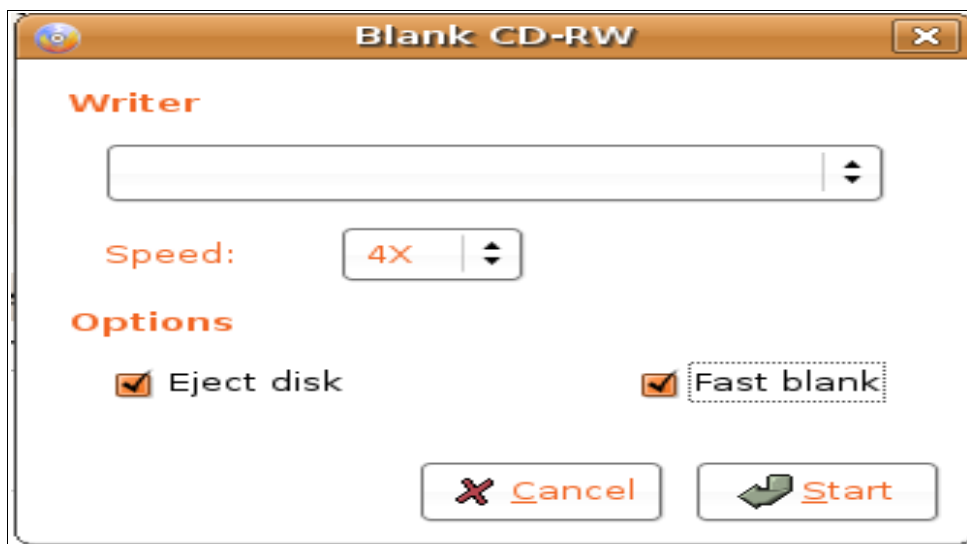 Blank CD-RW
Writer
Speed: 4X
Options
Eject disk Fast blank
Cancel Start